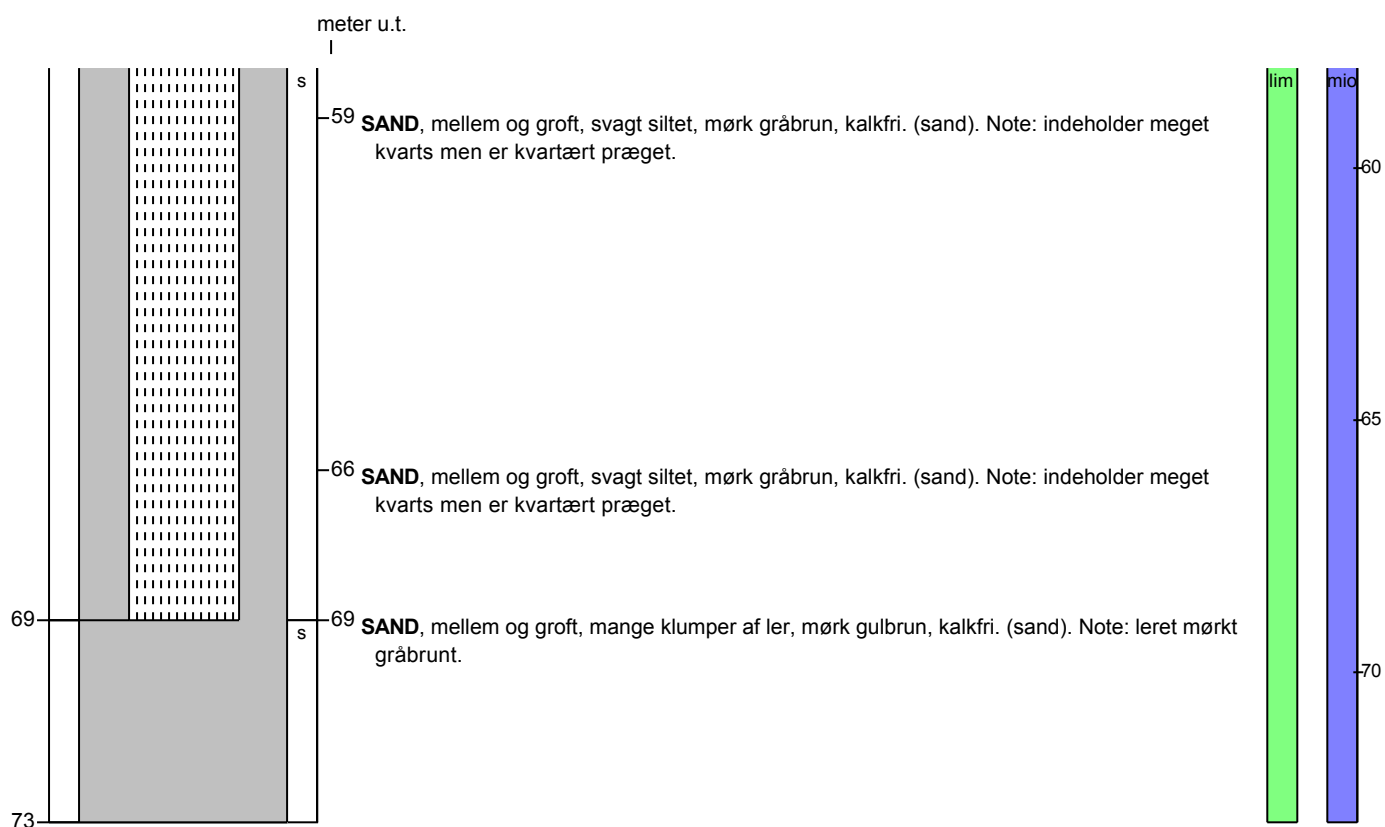 meter u.t.
s
lim
mio
59 SAND, mellem og groft, svagt siltet, mørk gråbrun, kalkfri. (sand). Note: indeholder meget
kvarts men er kvartært præget.
60
65
66 SAND, mellem og groft, svagt siltet, mørk gråbrun, kalkfri. (sand). Note: indeholder meget
kvarts men er kvartært præget.
69
69 SAND, mellem og groft, mange klumper af ler, mørk gulbrun, kalkfri. (sand). Note: leret mørkt
s
gråbrunt.
70
73